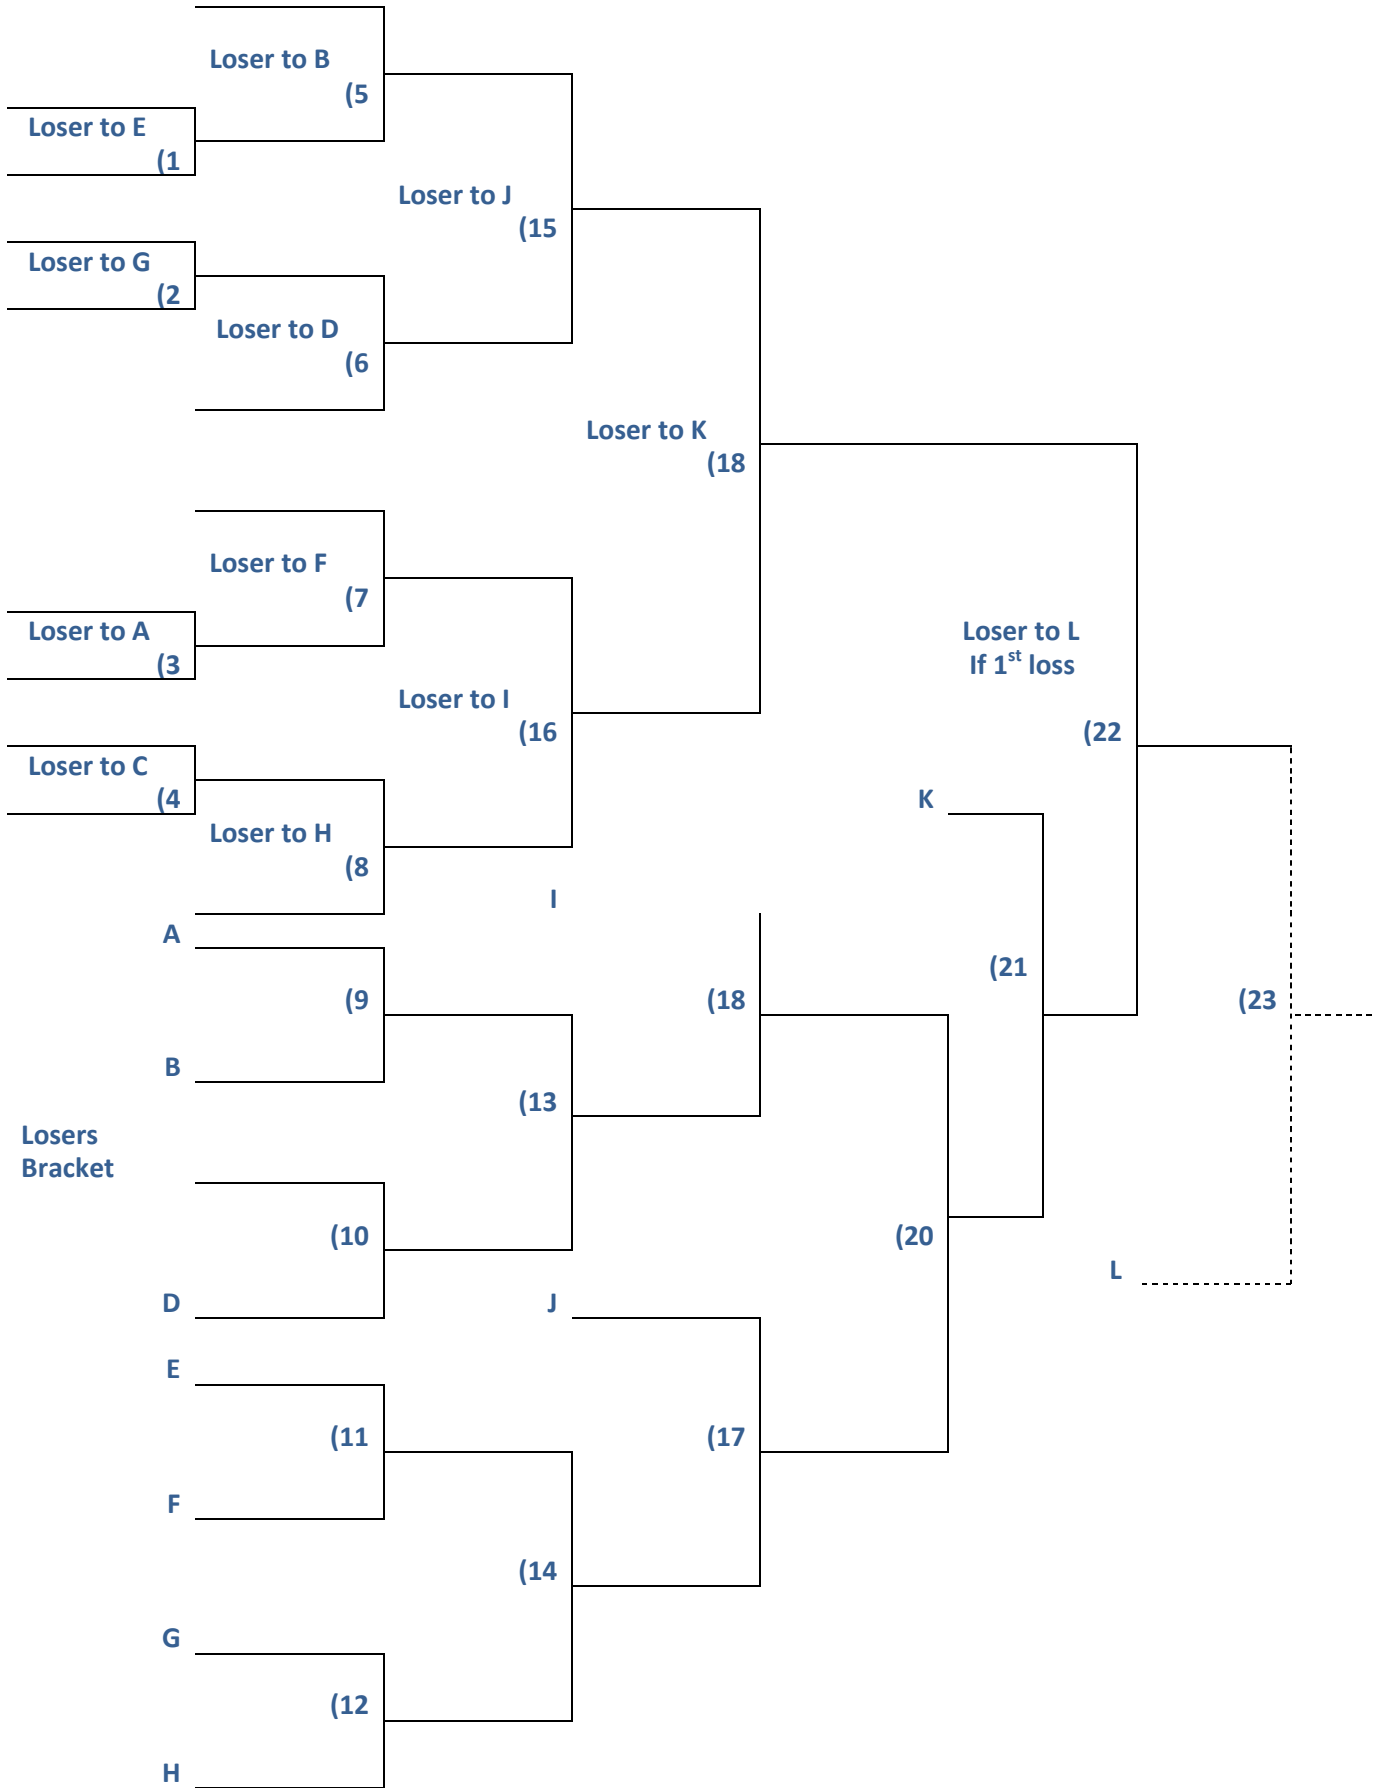 Loser to B
(5
Loser to E
(1
Loser to J
(15
Loser to G
(2
Loser to D
(6
Loser to K
(18
Loser to F
(7
Loser to A
(3
Loser to L
If 1st loss
Loser to I
(16
(22
Loser to C
(4
K
Loser to H
(8
I
A
(21
(9
(18
(23
B
(13
Losers
Bracket
(10
(20
L
D
J
E
(11
(17
F
(14
G
(12
H